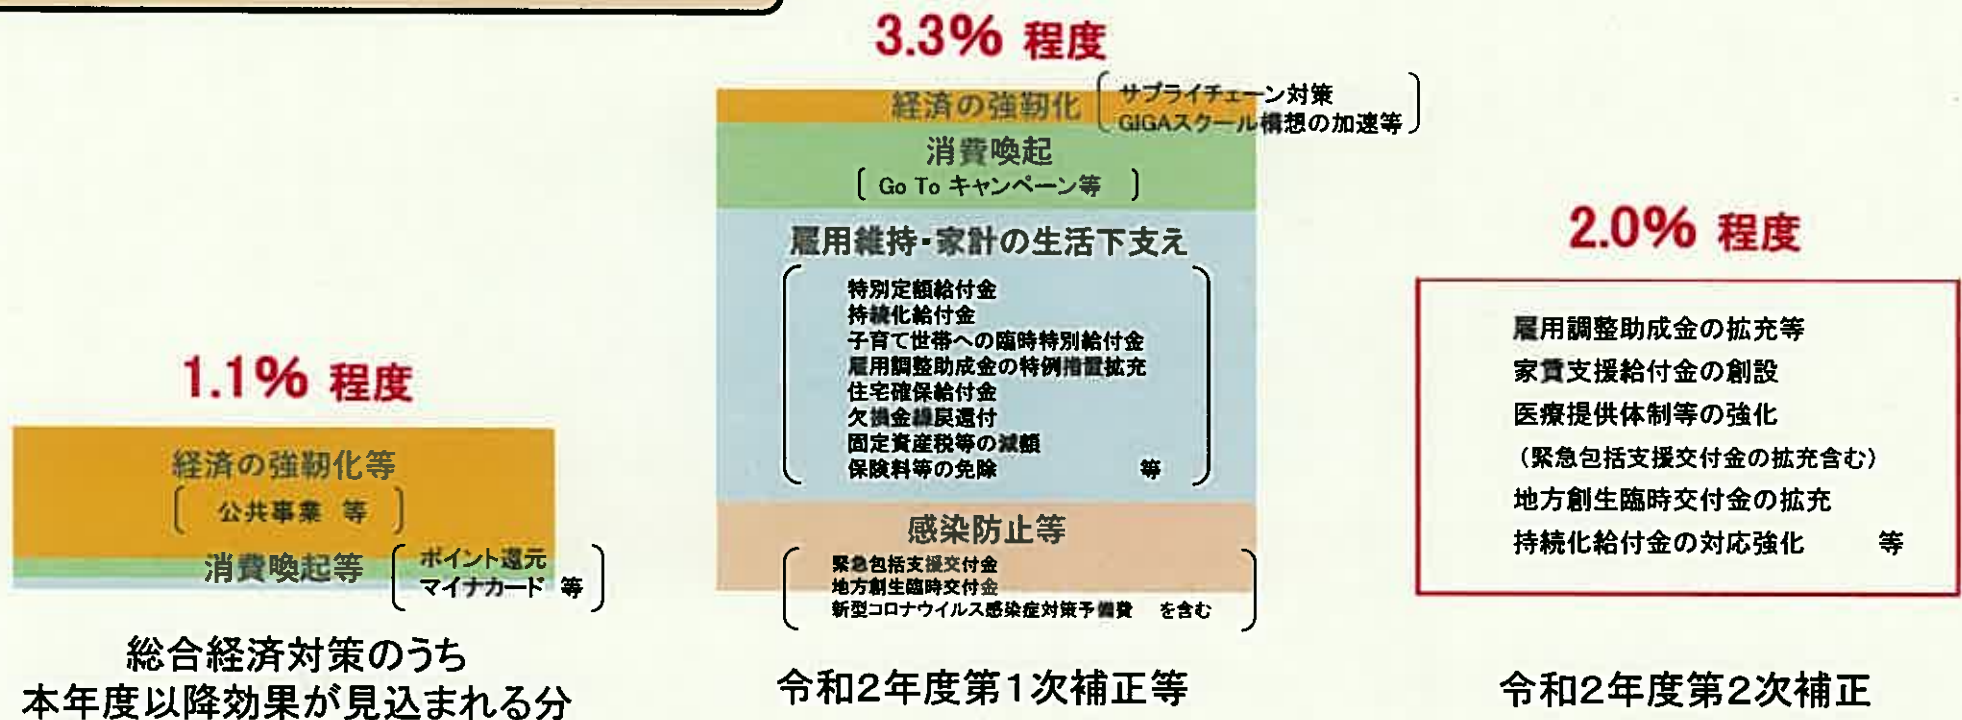 1.1% 程度
経済の強靭化等
公共事業 等
消費喚起等
ポイント還元
マイナカード 等
総合経済対策のうち
本年度以降効果が見込まれる分
3.3% 程度
経済の強靭化
サプライチェーン対策
GIGAスクール構想の加速等
消費喚起
Go To キャンペーン等
雇用維持・家計の生活下支え
特別定額給付金
持続化給付金
子育て世帯への臨時特別給付金
雇用調整助成金の特例措置拡充
住宅確保給付金
欠損金繰戻還付
固定資産税等の減額
保険料等の免除 等
感染防止等
緊急包括支援交付金
地方創生臨時交付金
新型コロナウイルス感染症対策予備費 を含む
令和2年度第1次補正等
2.0% 程度
雇用調整助成金の拡充等
家賃支援給付金の創設
医療提供体制等の強化
（緊急包括支援交付金の拡充含む）
地方創生臨時交付金の拡充
持続化給付金の対応強化 等
令和2年度第2次補正